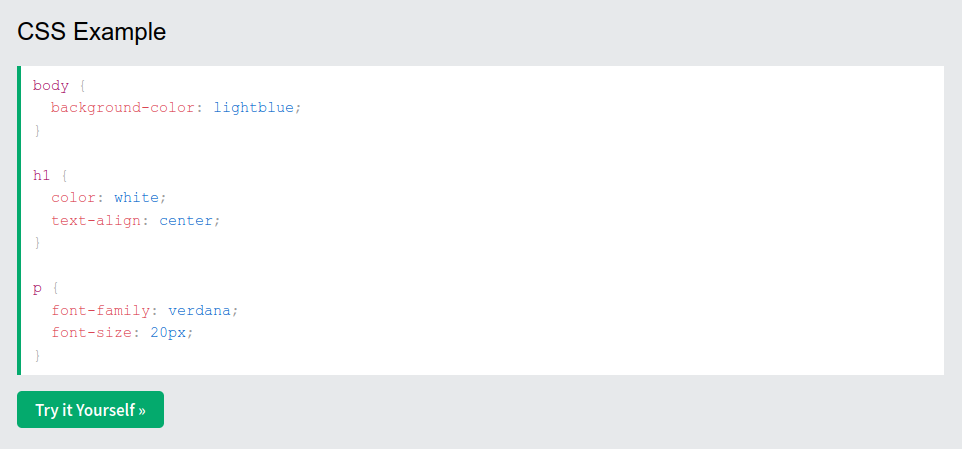 CSS Example
body {
  background-color: lightblue;
}
h1 {
  color: white;
  text-align: center;
}
p {
  font-family: verdana;
  font-size: 20px;
}
Try it Yourself »